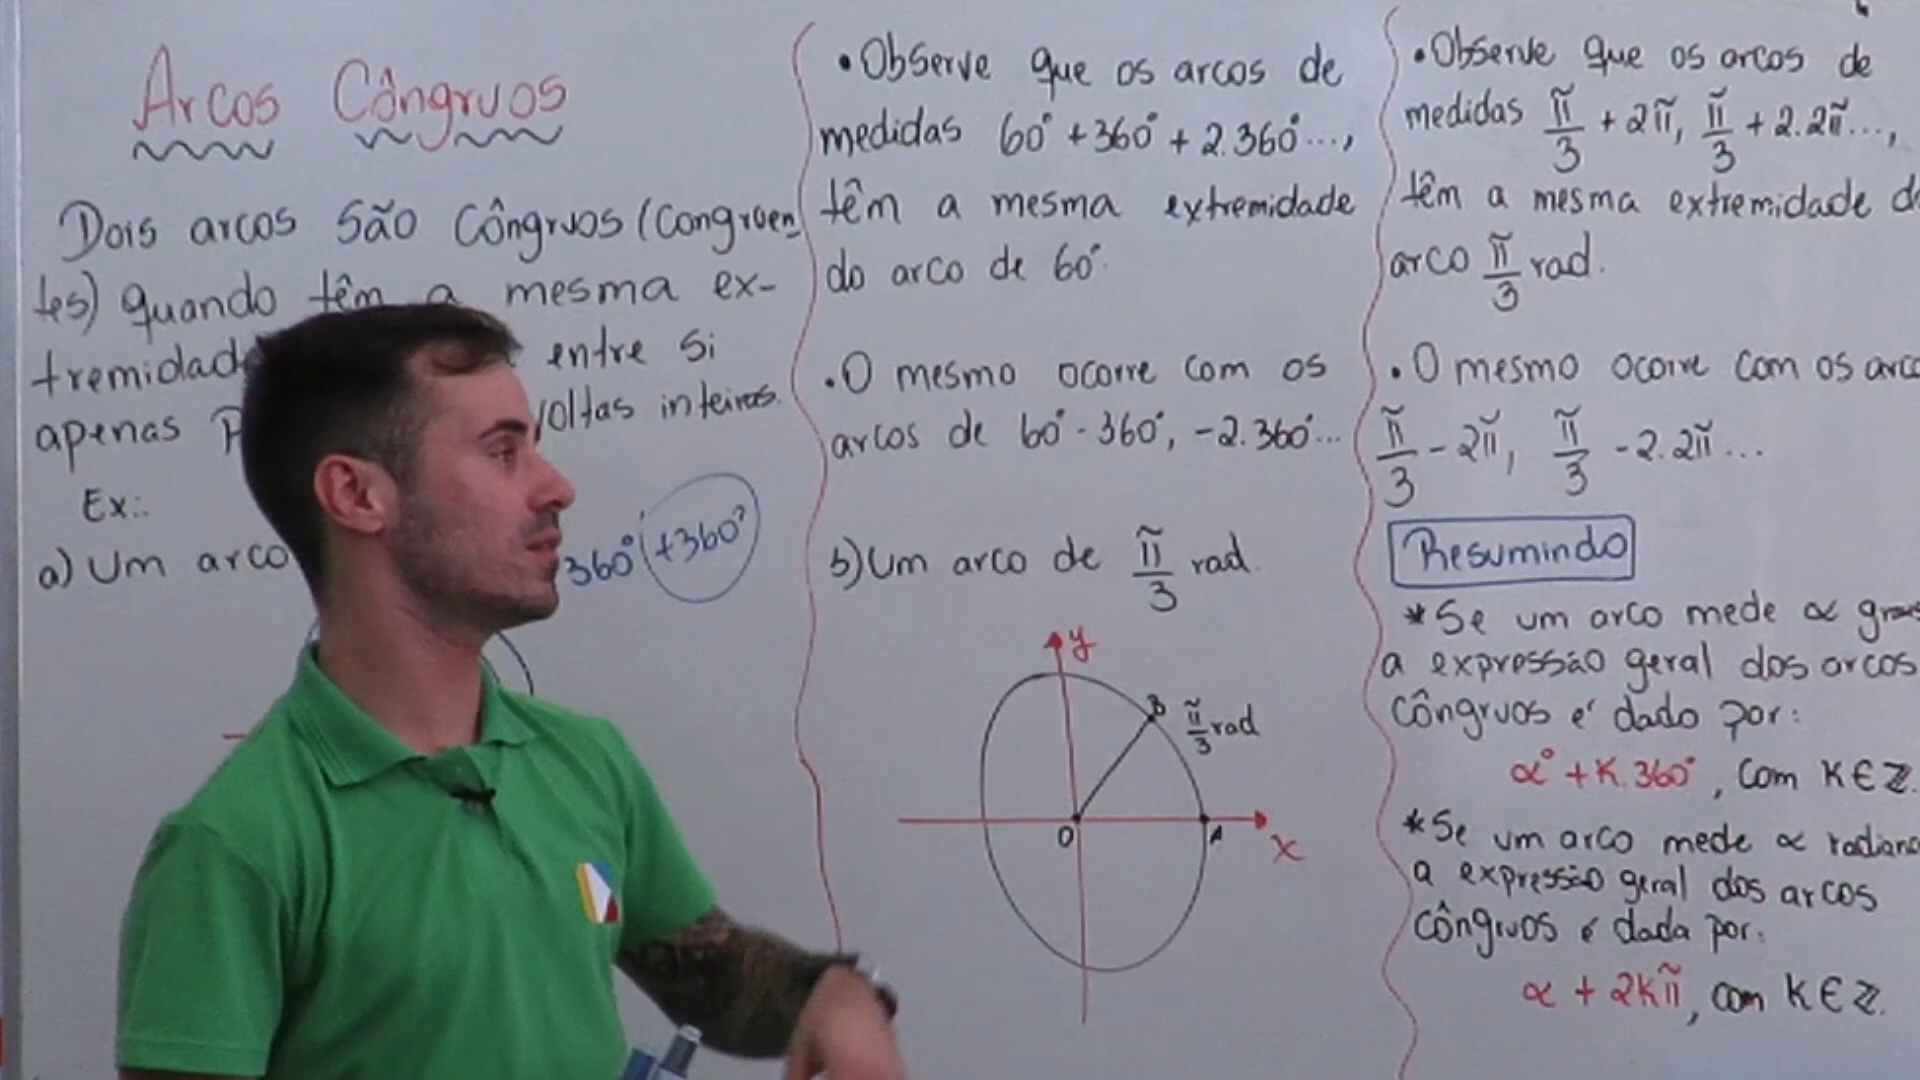 Arcos Côngruos
Dois arcos são Côngruos (Congruen
tes) quando têm a mesma ex-
tremidade entre si
apenas voltas inteiras.
Ex:.
a) Um arco 360° +360°
• Observe que os arcos de
medidas 60° + 360° + 2.360°...,
têm a mesma extremidade
do arco de 60°.
• O mesmo ocorre com os
arcos de 60° - 360°, -2.360°...
b) Um arco de π/3 rad.
y
B π/3 rad
O A x
• Observe que os arcos de
medidas π/3 + 2π, π/3 + 2.2π...,
têm a mesma extremidade d
arco π/3 rad.
• O mesmo ocorre com os arco
π/3 - 2π, π/3 - 2.2π...
Resumindo
* Se um arco mede α
a expressão geral dos arcos
côngruos é dado por:
α° + K.360°, com K ∈ ℤ.
* Se um arco mede α radiano
a expressão geral dos arcos
côngruos é dada por:
α + 2Kπ, com K ∈ ℤ.